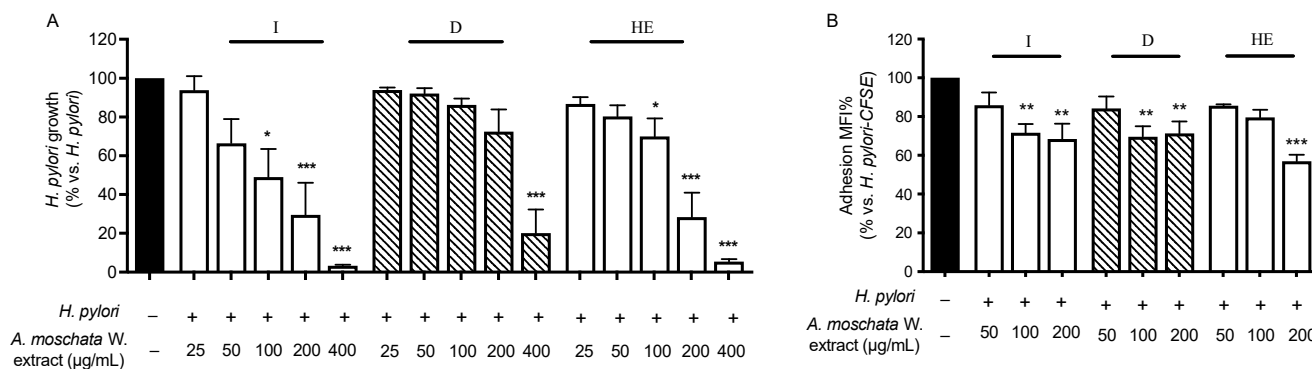 A
I
D
HE
H. pylori growth
(% vs. H. pylori)
120
100
80
60
40
20
0
*
***
***
***
*
***
***
H. pylori
– + + + + + + + + + + + + + + +
A. moschata W.
extract (µg/mL)
– 25 50 100 200 400 25 50 100 200 400 25 50 100 200 400
B
I
D
HE
Adhesion MFI%
(% vs. H. pylori-CFSE)
120
100
80
60
40
20
0
**
**
**
**
***
H. pylori
– + + + + + + + + +
A. moschata W.
extract (µg/mL)
– 50 100 200 50 100 200 50 100 200